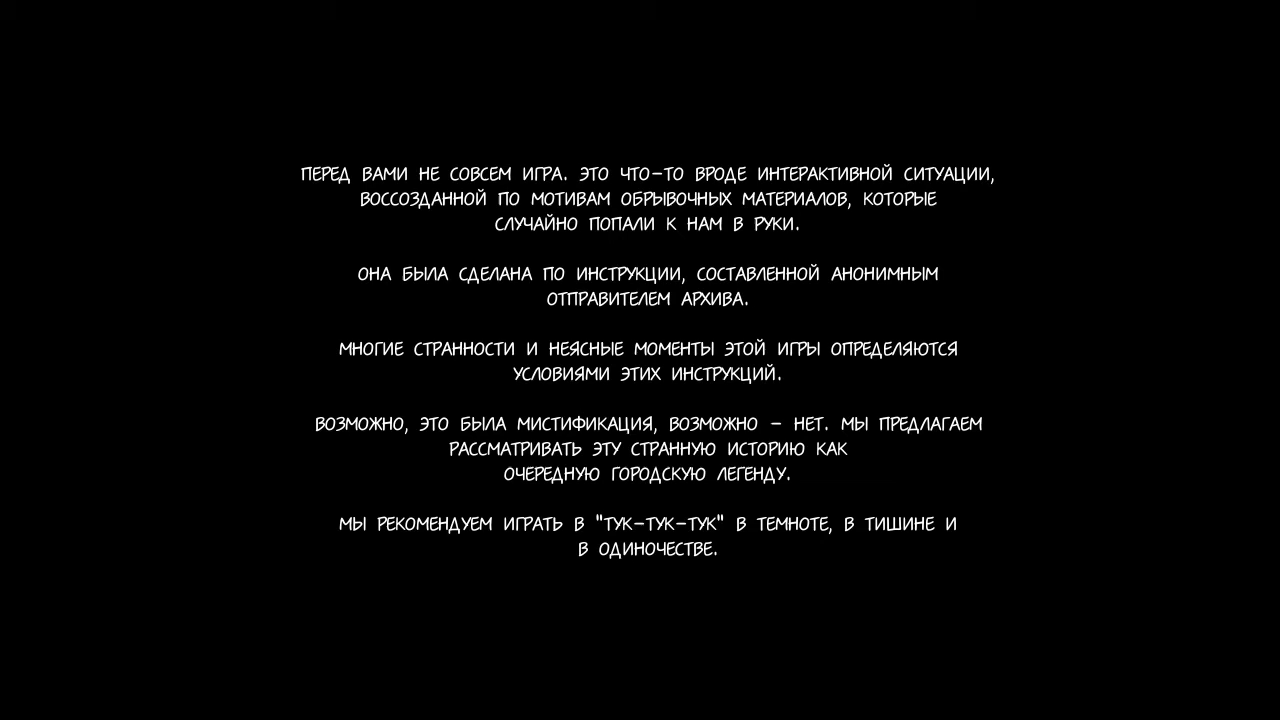 ПЕРЕД ВАМИ НЕ СОВСЕМ ИГРА. ЭТО ЧТО-ТО ВРОДЕ ИНТЕРАКТИВНОЙ СИТУАЦИИ,
ВОССОЗДАННОЙ ПО МОТИВАМ ОБРЫВОЧНЫХ МАТЕРИАЛОВ, КОТОРЫЕ
СЛУЧАЙНО ПОПАЛИ К НАМ В РУКИ.
ОНА БЫЛА СДЕЛАНА ПО ИНСТРУКЦИИ, СОСТАВЛЕННОЙ АНОНИМНЫМ
ОТПРАВИТЕЛЕМ АРХИВА.
МНОГИЕ СТРАННОСТИ И НЕЯСНЫЕ МОМЕНТЫ ЭТОЙ ИГРЫ ОПРЕДЕЛЯЮТСЯ
УСЛОВИЯМИ ЭТИХ ИНСТРУКЦИЙ.
ВОЗМОЖНО, ЭТО БЫЛА МИСТИФИКАЦИЯ, ВОЗМОЖНО - НЕТ. МЫ ПРЕДЛАГАЕМ
РАССМАТРИВАТЬ ЭТУ СТРАННУЮ ИСТОРИЮ КАК
ОЧЕРЕДНУЮ ГОРОДСКУЮ ЛЕГЕНДУ.
МЫ РЕКОМЕНДУЕМ ИГРАТЬ В "ТУК-ТУК-ТУК" В ТЕМНОТЕ, В ТИШИНЕ И
В ОДИНОЧЕСТВЕ.